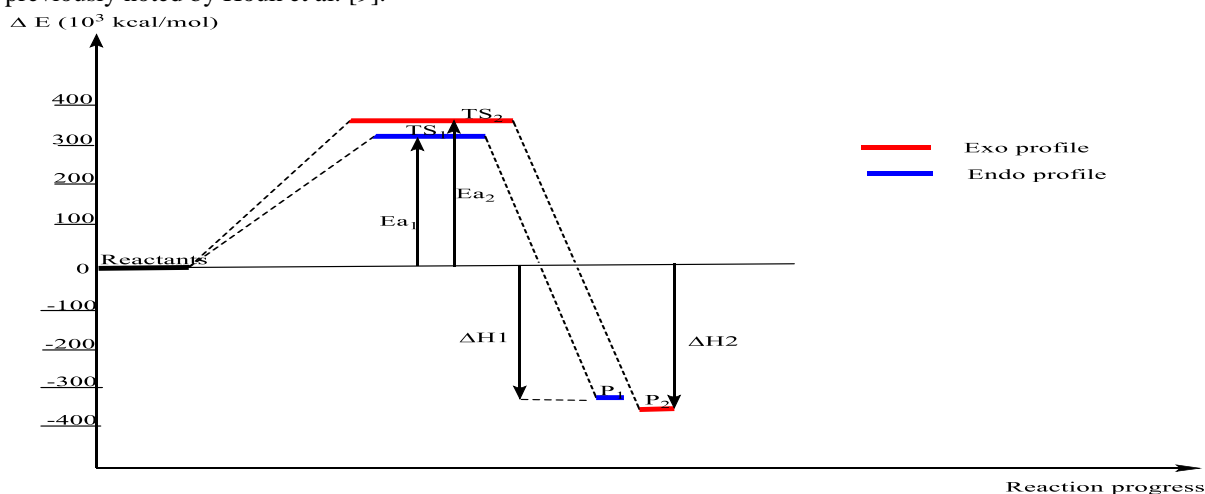 previously noted by Houk et al. [9].
Δ E (10³ kcal/mol)
400
TS₂
TS₁
300
Exo profile
Endo profile
200
Ea₂
Ea₁
100
Reactants
0
-100
ΔH1
ΔH2
-200
-300
P₁
P₂
-400
Reaction progress